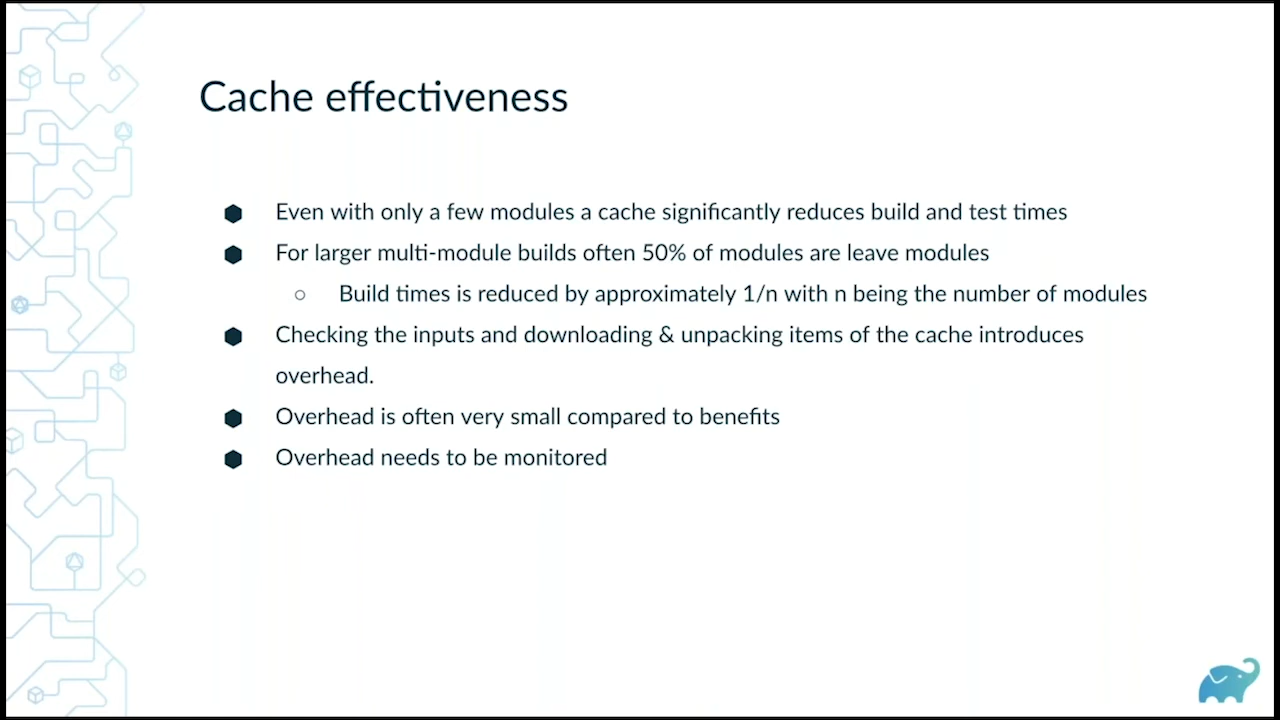 Cache effectiveness
Even with only a few modules a cache significantly reduces build and test times
For larger multi-module builds often 50% of modules are leave modules
Build times is reduced by approximately 1/n with n being the number of modules
Checking the inputs and downloading & unpacking items of the cache introduces
overhead.
Overhead is often very small compared to benefits
Overhead needs to be monitored